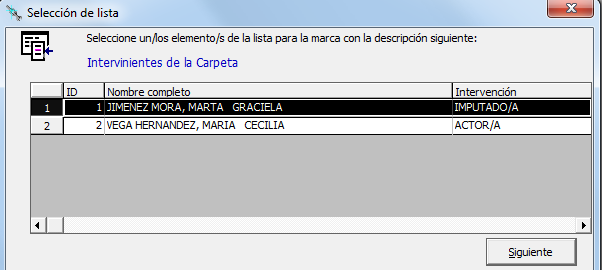 Selección de lista
Seleccione un/los elemento/s de la lista para la marca con la descripción siguiente:
Intervinientes de la Carpeta
ID Nombre completo Intervención
1 1 JIMENEZ MORA, MARTA GRACIELA IMPUTADO/A
2 2 VEGA HERNANDEZ, MARIA CECILIA ACTOR/A
Siguiente